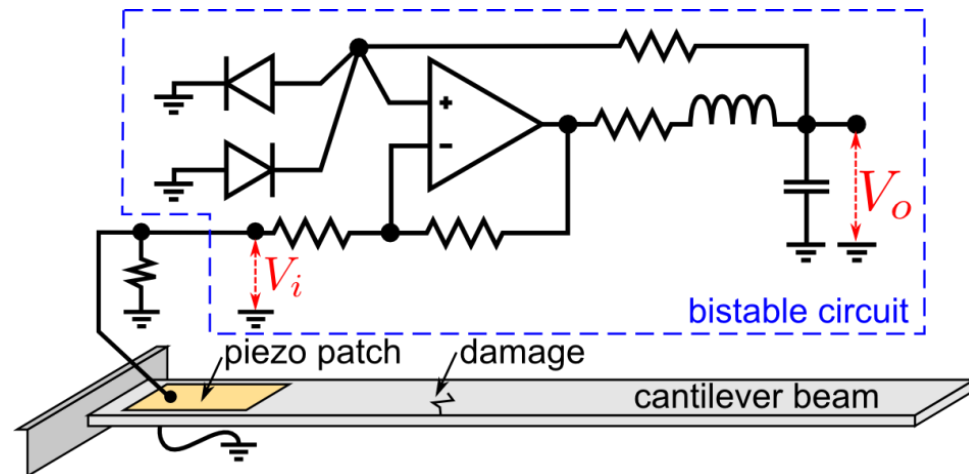 +
-
V_o
V_i
bistable circuit
piezo patch
damage
cantilever beam